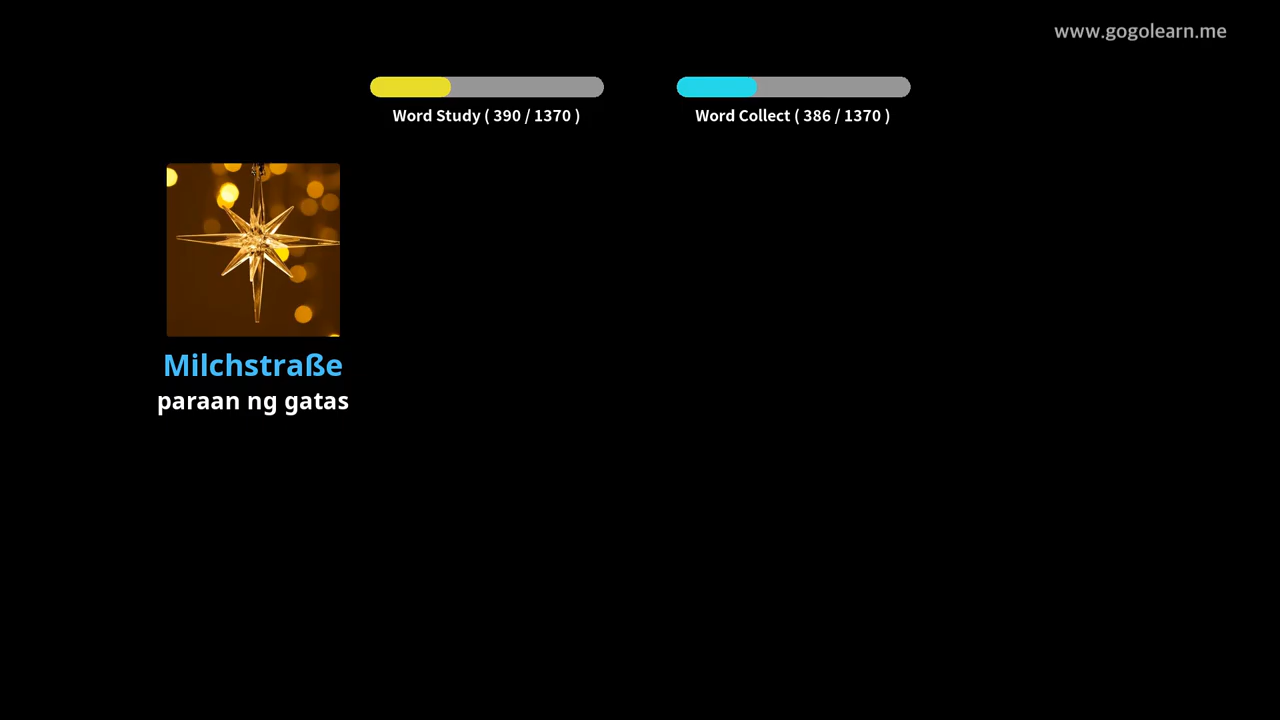 www.gogolearn.me
Word Study ( 390 / 1370 )
Word Collect ( 386 / 1370 )
Milchstraße
paraan ng gatas